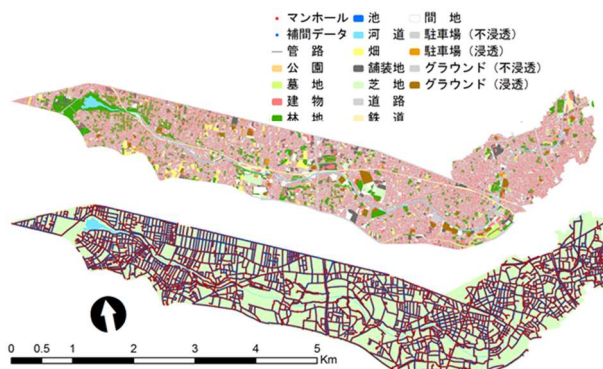 マンホール
補間データ
管 路
公 園
墓 地
建 物
林 地
池
河 道
畑
舗装地
芝 地
道 路
鉄 道
間 地
駐車場（不浸透）
駐車場（浸透）
グラウンド（不浸透）
グラウンド（浸透）
0 0.5 1 2 3 4 5
Km